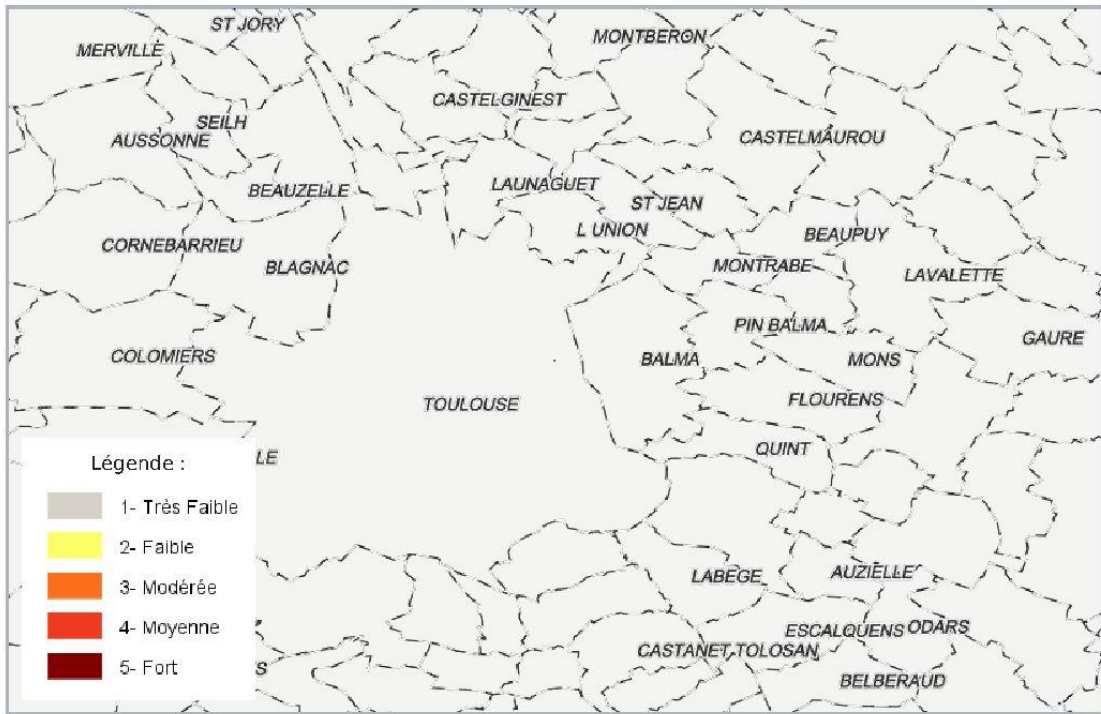 ST JORY
MERVILLE
MONTBERON
CASTELGINEST
SEILH
AUSSONNE
CASTELMAUROU
BEAUZELLE
LAUNAGUET
ST JEAN
L UNION
BEAUPUY
CORNEBARRIEU
BLAGNAC
MONTRABE
LAVALETTE
PIN BALMA
GAURE
COLOMIERS
BALMA
MONS
TOULOUSE
FLOURENS
QUINT
LE
Légende :
1- Très Faible
2- Faible
3- Modérée
4- Moyenne
5- Fort
LABEGE
AUZIELLE
ESCALQUENS
ODARS
CASTANET TOLOSAN
S
BELBERAUD